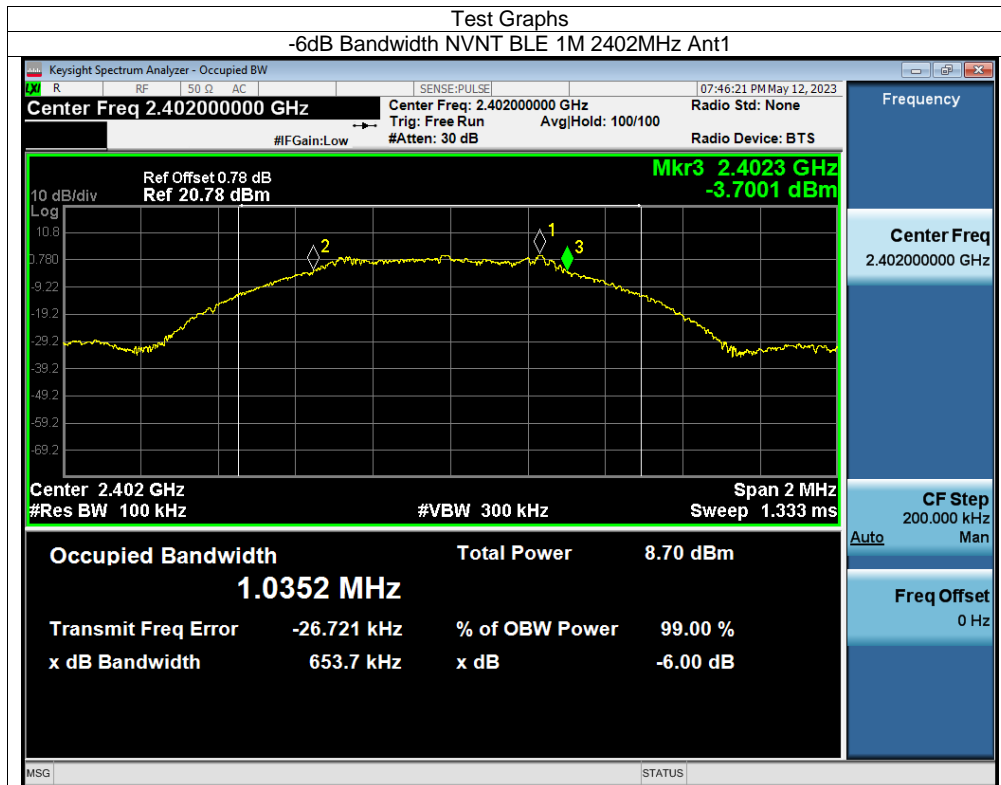 Test Graphs
-6dB Bandwidth NVNT BLE 1M 2402MHz Ant1
Keysight Spectrum Analyzer - Occupied BW
LXI R RF 50 Ω AC SENSE:PULSE 07:46:21 PM May 12, 2023
Center Freq 2.402000000 GHz
Center Freq: 2.402000000 GHz Radio Std: None
Trig: Free Run Avg|Hold: 100/100
#IFGain:Low #Atten: 30 dB Radio Device: BTS
Frequency
Mkr3 2.4023 GHz
-3.7001 dBm
Ref Offset 0.78 dB
10 dB/div Ref 20.78 dBm
Log
10.8
0.780
-9.22
-19.2
-29.2
-39.2
-49.2
-59.2
-69.2
1
2
3
Center 2.402 GHz Span 2 MHz
#Res BW 100 kHz #VBW 300 kHz Sweep 1.333 ms
Center Freq
2.402000000 GHz
CF Step
200.000 kHz
Auto Man
Freq Offset
0 Hz
Occupied Bandwidth Total Power 8.70 dBm
1.0352 MHz
Transmit Freq Error -26.721 kHz % of OBW Power 99.00 %
x dB Bandwidth 653.7 kHz x dB -6.00 dB
MSG STATUS